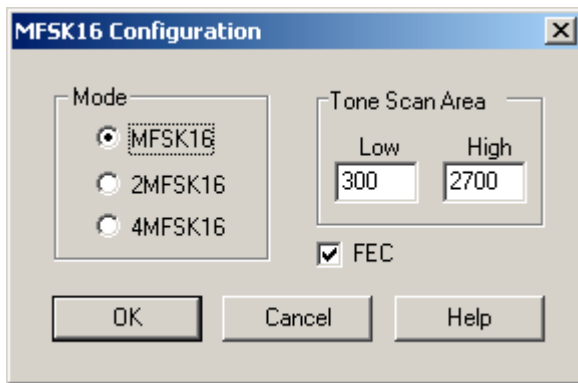 MFSK16 Configuration
Mode
MFSK16
2MFSK16
4MFSK16
Tone Scan Area
Low High
300 2700
FEC
OK Cancel Help